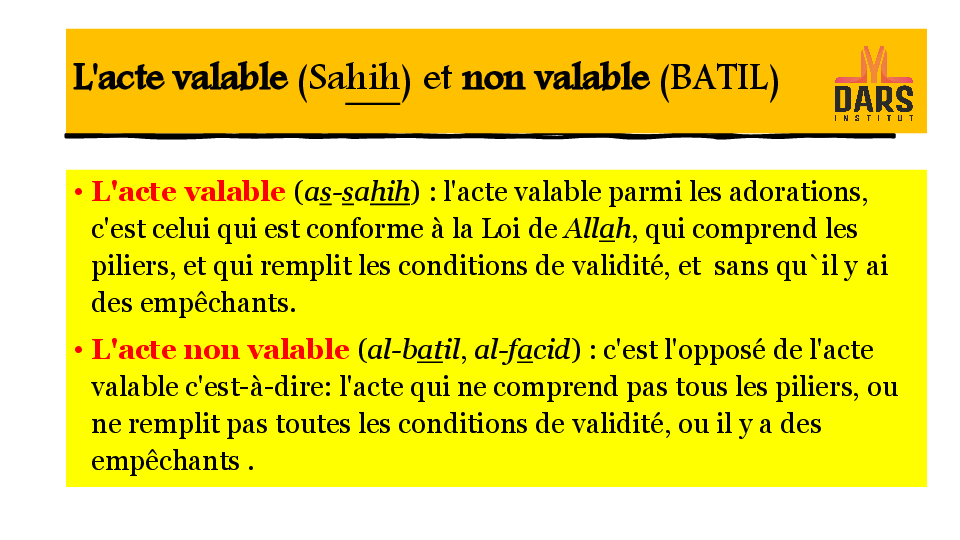 L'acte valable (Sahih) et non valable (BATIL)
DARS
INSTITUT
• L'acte valable (as-sahih) : l'acte valable parmi les adorations,
c'est celui qui est conforme à la Loi de Allah, qui comprend les
piliers, et qui remplit les conditions de validité, et  sans qu`il y ai
des empêchants.
• L'acte non valable (al-batil, al-facid) : c'est l'opposé de l'acte
valable c'est-à-dire: l'acte qui ne comprend pas tous les piliers, ou
ne remplit pas toutes les conditions de validité, ou il y a des
empêchants .